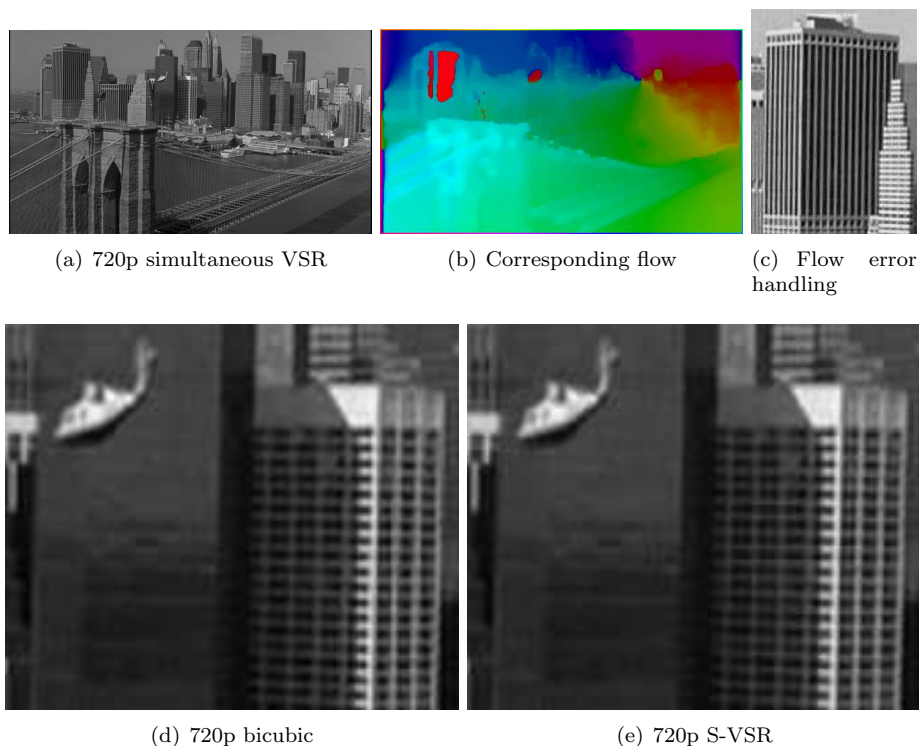 (a) 720p simultaneous VSR
(b) Corresponding flow
(c) Flow error
handling
(d) 720p bicubic
(e) 720p S-VSR